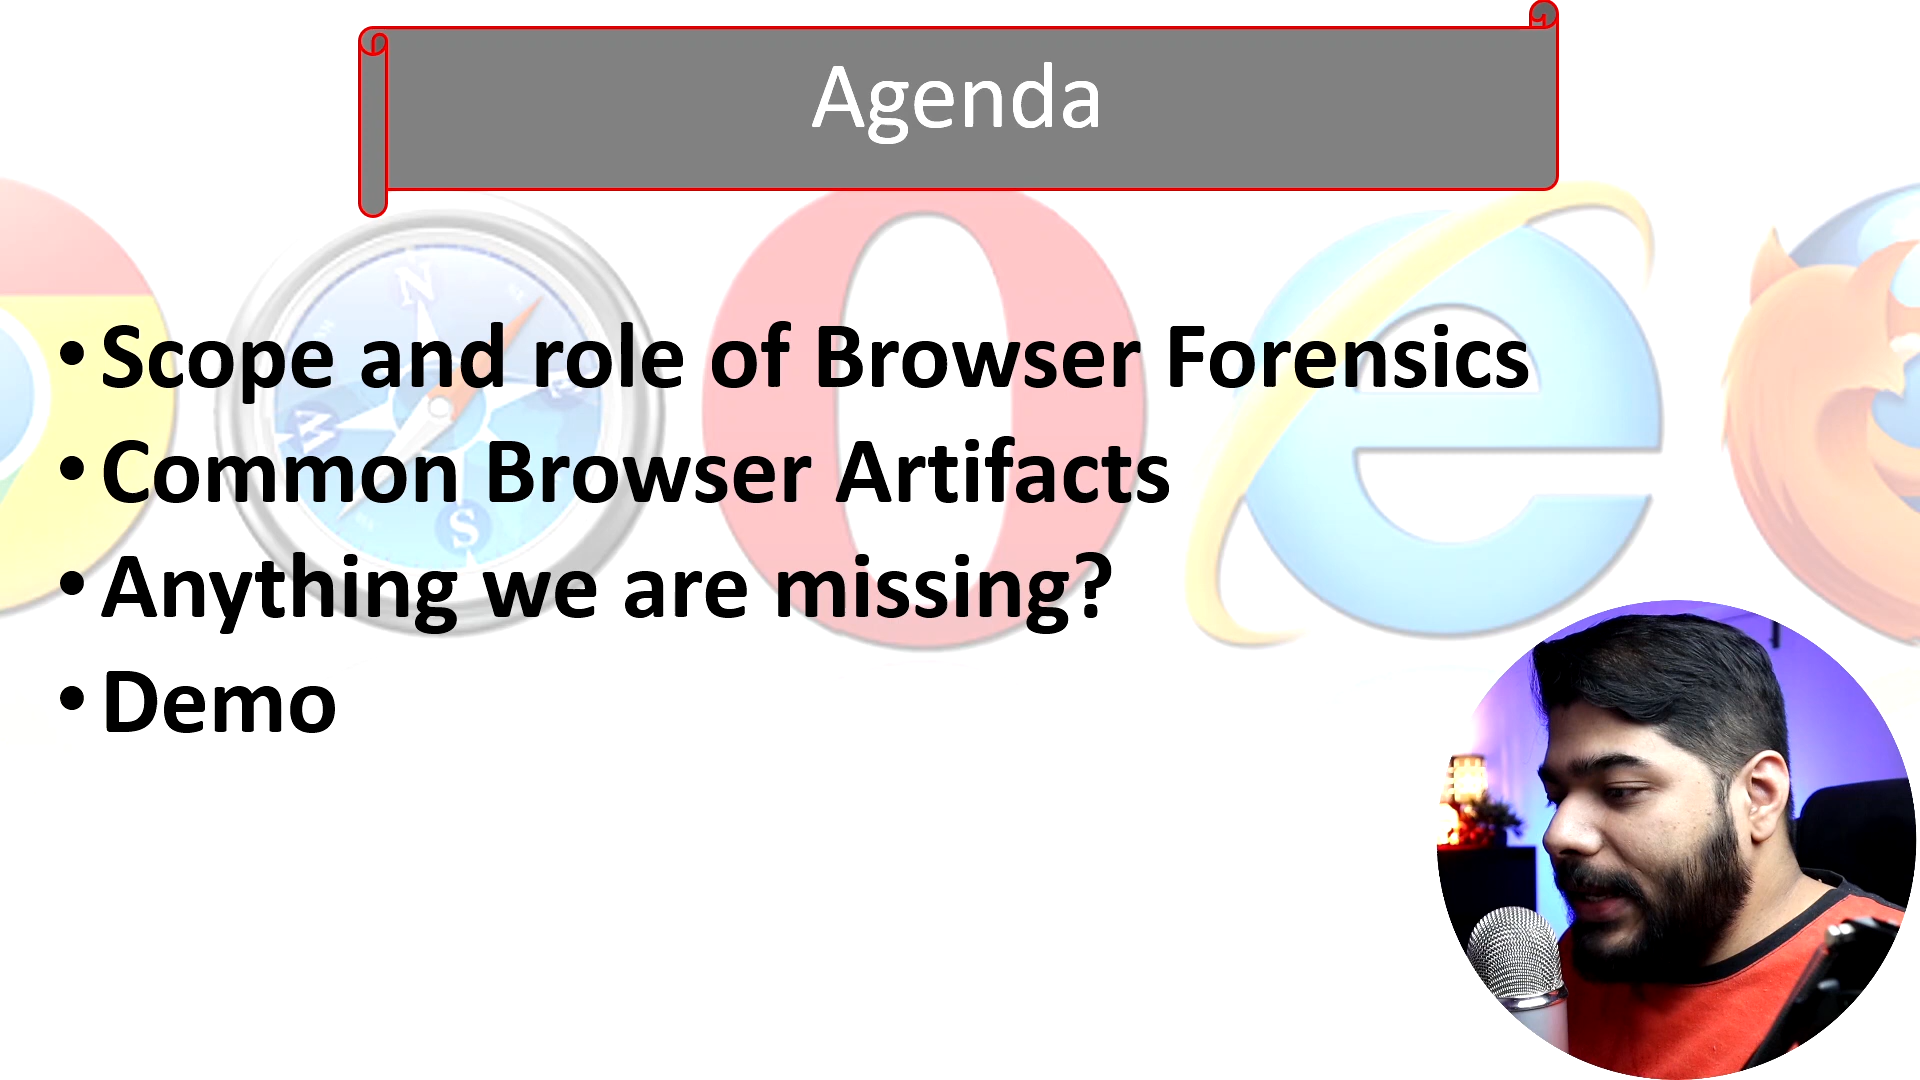 Agenda
• Scope and role of Browser Forensics
• Common Browser Artifacts
• Anything we are missing?
• Demo
N
W
S